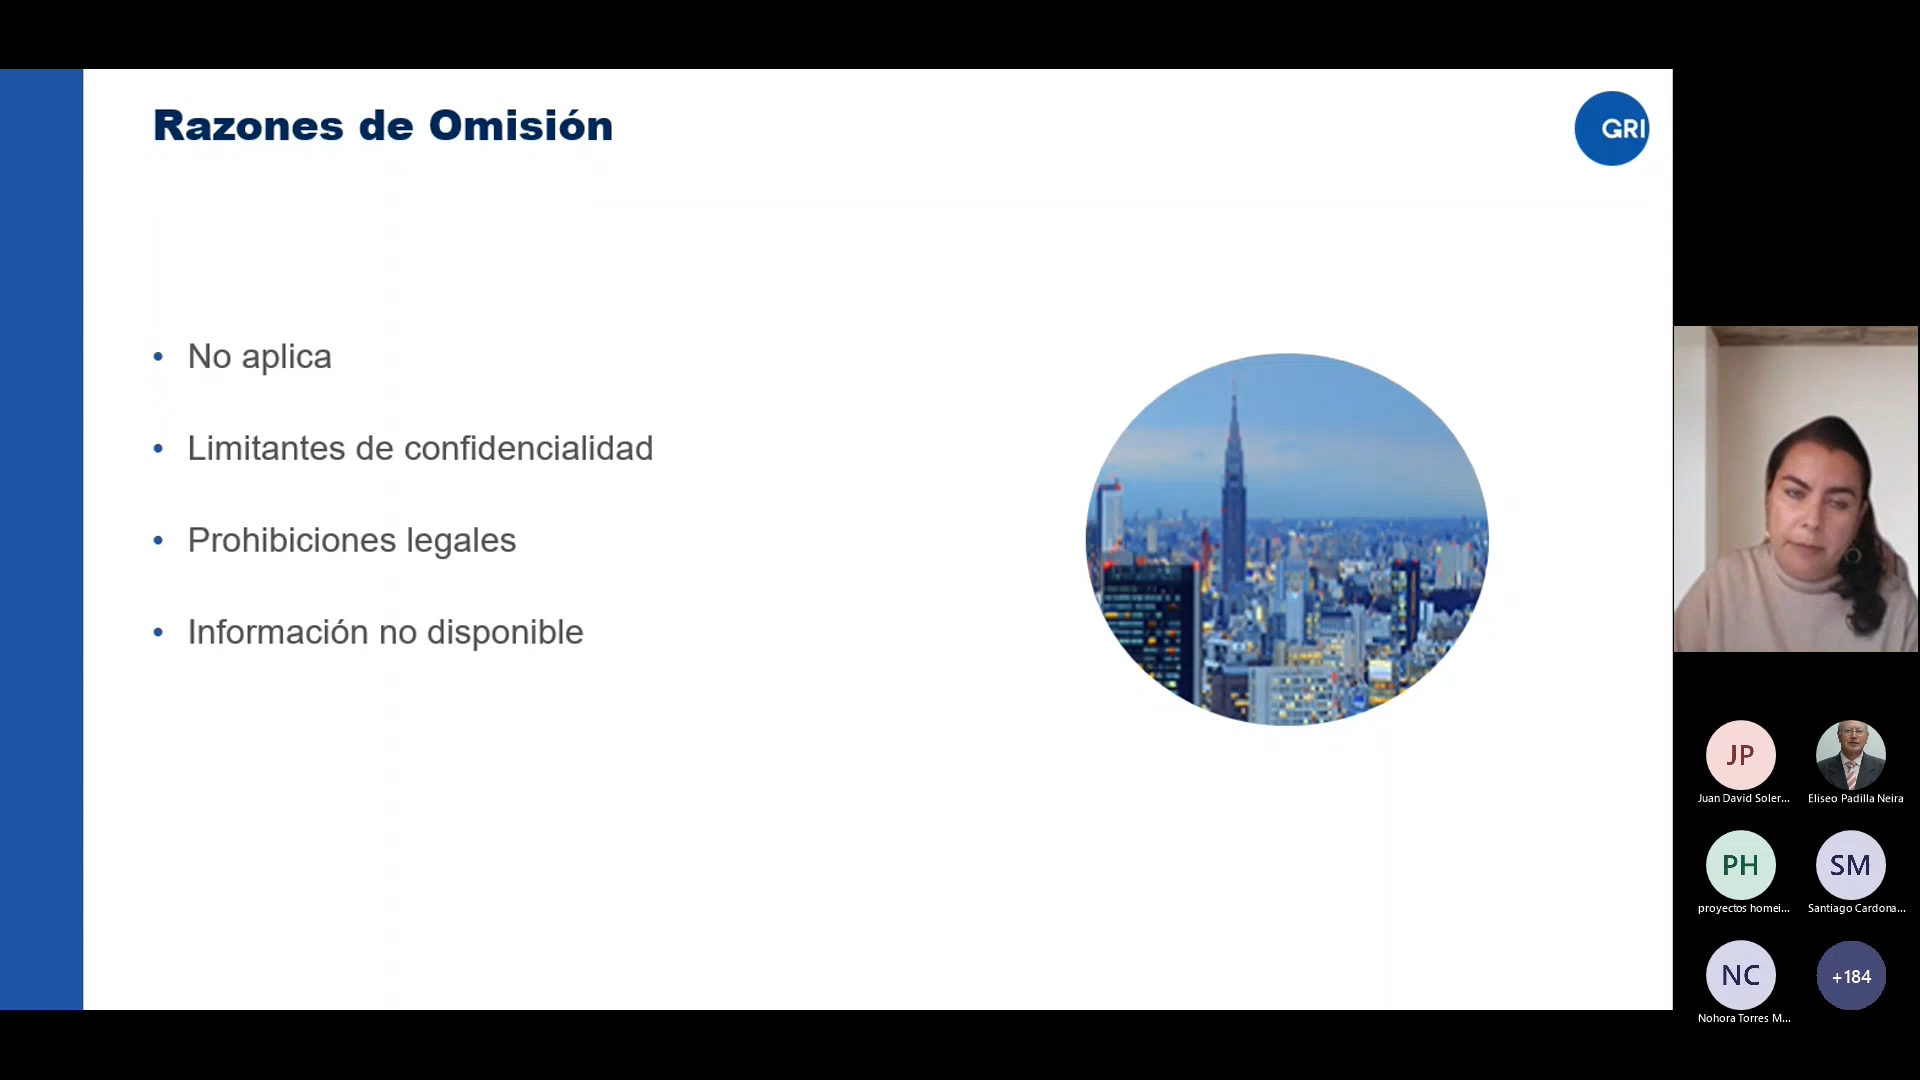 Razones de Omisión
GRI
No aplica
Limitantes de confidencialidad
Prohibiciones legales
Información no disponible
JP
Juan David Soler...
Eliseo Padilla Neira
PH
SM
proyectos homei...
Santiago Cardona...
NC
+184
Nohora Torres M...